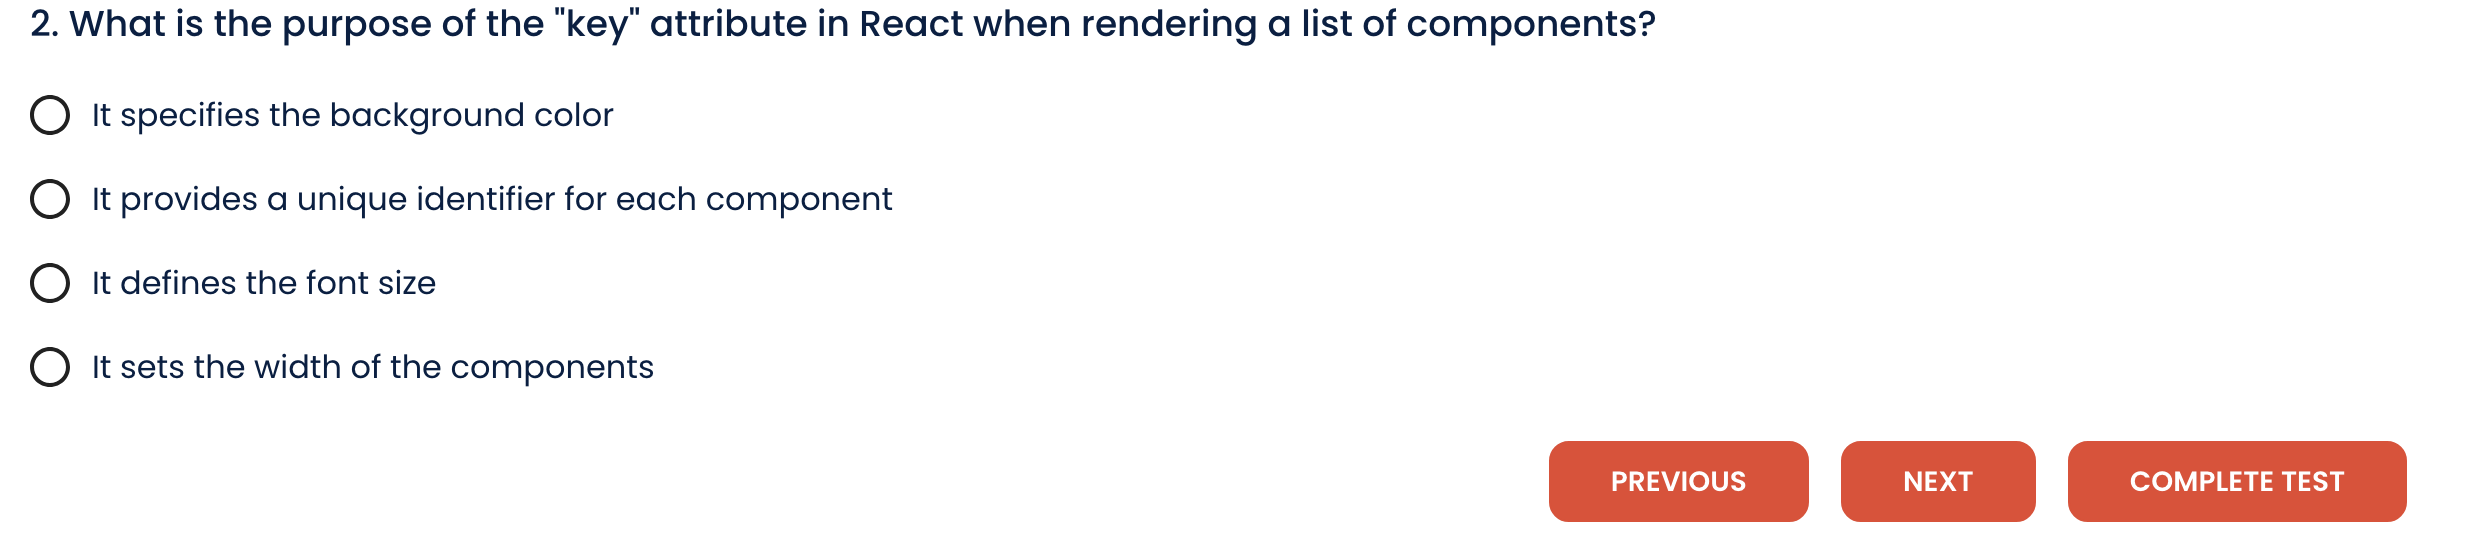 2. What is the purpose of the "key" attribute in React when rendering a list of components?
It specifies the background color
It provides a unique identifier for each component
It defines the font size
It sets the width of the components
PREVIOUS NEXT COMPLETE TEST